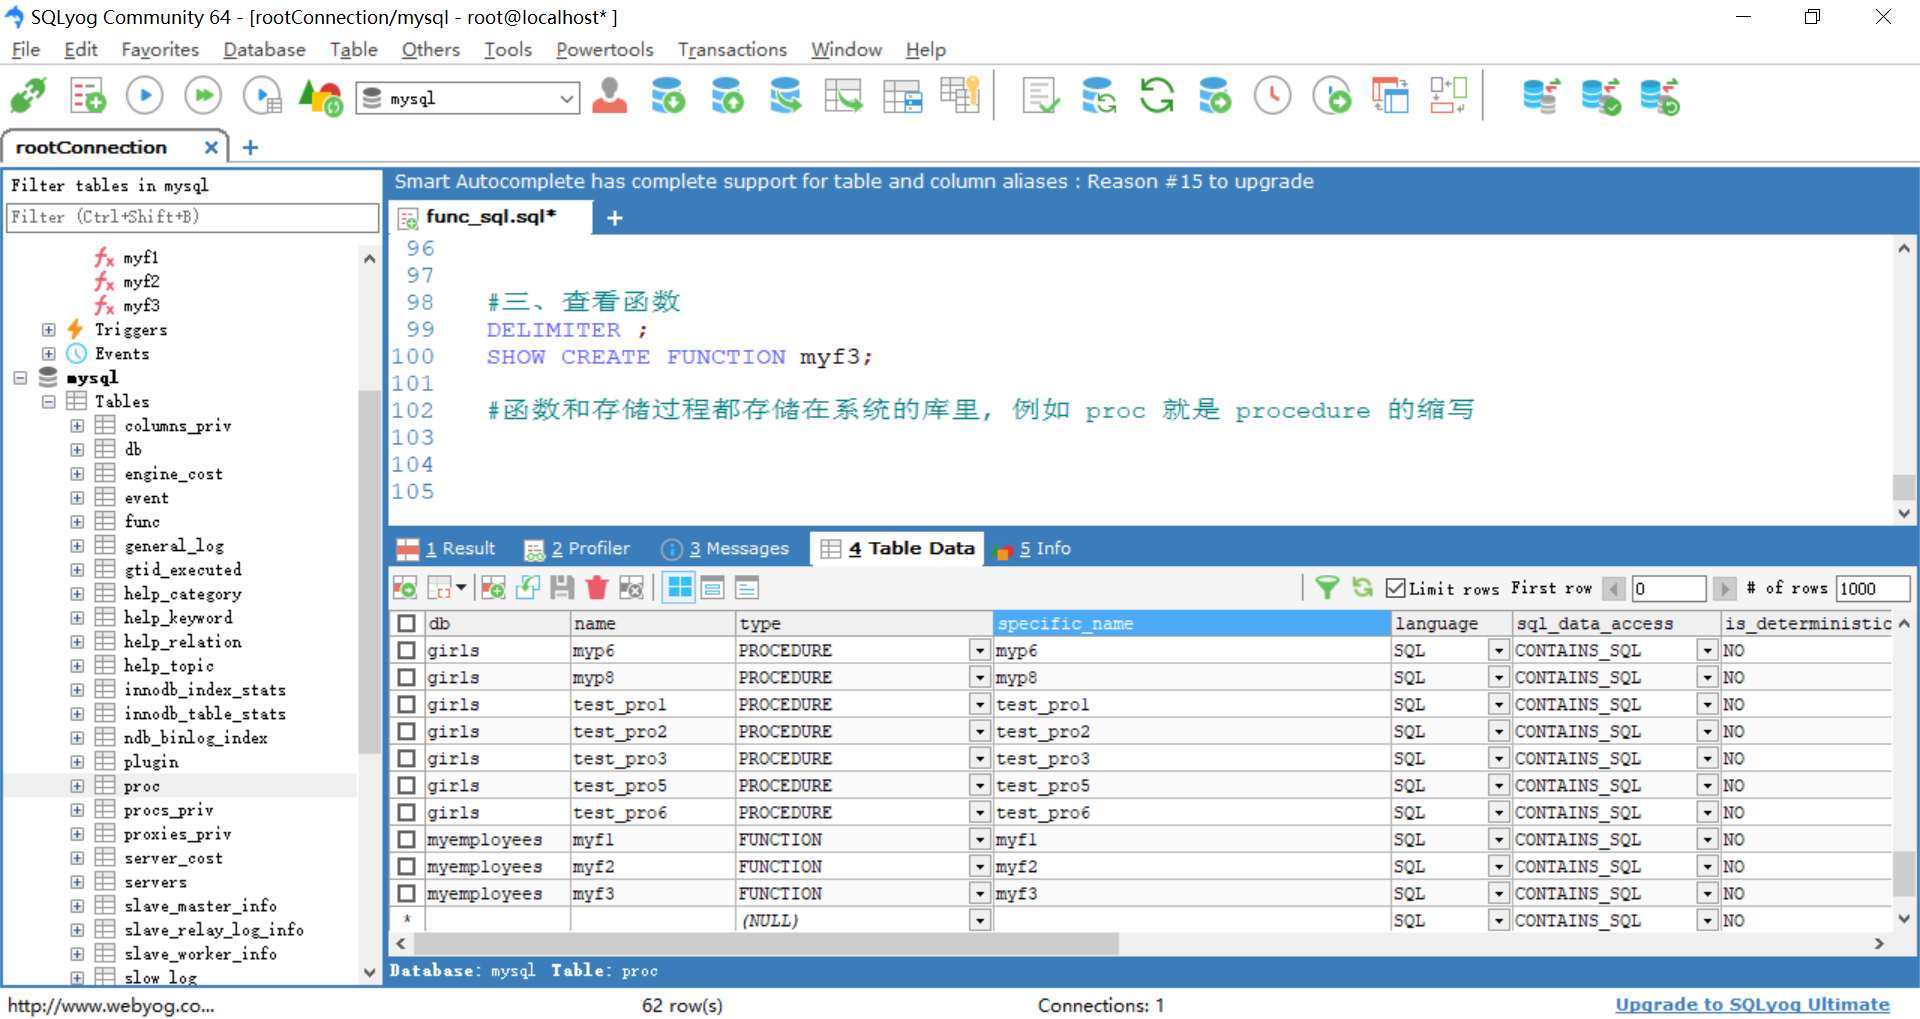 SQLyog Community 64 - [rootConnection/mysql - root@localhost* ]
File Edit Favorites Database Table Others Tools Powertools Transactions Window Help
mysql
rootConnection
Filter tables in mysql
Filter (Ctrl+Shift+B)
myf1
myf2
myf3
Triggers
Events
mysql
Tables
columns_priv
db
engine_cost
event
func
general_log
gtid_executed
help_category
help_keyword
help_relation
help_topic
innodb_index_stats
innodb_table_stats
ndb_binlog_index
plugin
proc
procs_priv
proxies_priv
server_cost
servers
slave_master_info
slave_relay_log_info
slave_worker_info
slow_log
Smart Autocomplete has complete support for table and column aliases : Reason #15 to upgrade
func_sql.sql*
96
97
98 #三、查看函数
99 DELIMITER ;
100 SHOW CREATE FUNCTION myf3;
101
102 #函数和存储过程都存储在系统的库里, 例如 proc 就是 procedure 的缩写
103
104
105
1 Result 2 Profiler 3 Messages 4 Table Data 5 Info
Limit rows First row 0 # of rows 1000
db name type specific_name language sql_data_access is_deterministic
girls myp6 PROCEDURE myp6 SQL CONTAINS_SQL NO
girls myp8 PROCEDURE myp8 SQL CONTAINS_SQL NO
girls test_pro1 PROCEDURE test_pro1 SQL CONTAINS_SQL NO
girls test_pro2 PROCEDURE test_pro2 SQL CONTAINS_SQL NO
girls test_pro3 PROCEDURE test_pro3 SQL CONTAINS_SQL NO
girls test_pro5 PROCEDURE test_pro5 SQL CONTAINS_SQL NO
girls test_pro6 PROCEDURE test_pro6 SQL CONTAINS_SQL NO
myemployees myf1 FUNCTION myf1 SQL CONTAINS_SQL NO
myemployees myf2 FUNCTION myf2 SQL CONTAINS_SQL NO
myemployees myf3 FUNCTION myf3 SQL CONTAINS_SQL NO
* (NULL) SQL CONTAINS_SQL NO
Database: mysql Table: proc
http://www.webyog.co... 62 row(s) Connections: 1 Upgrade to SQLyog Ultimate